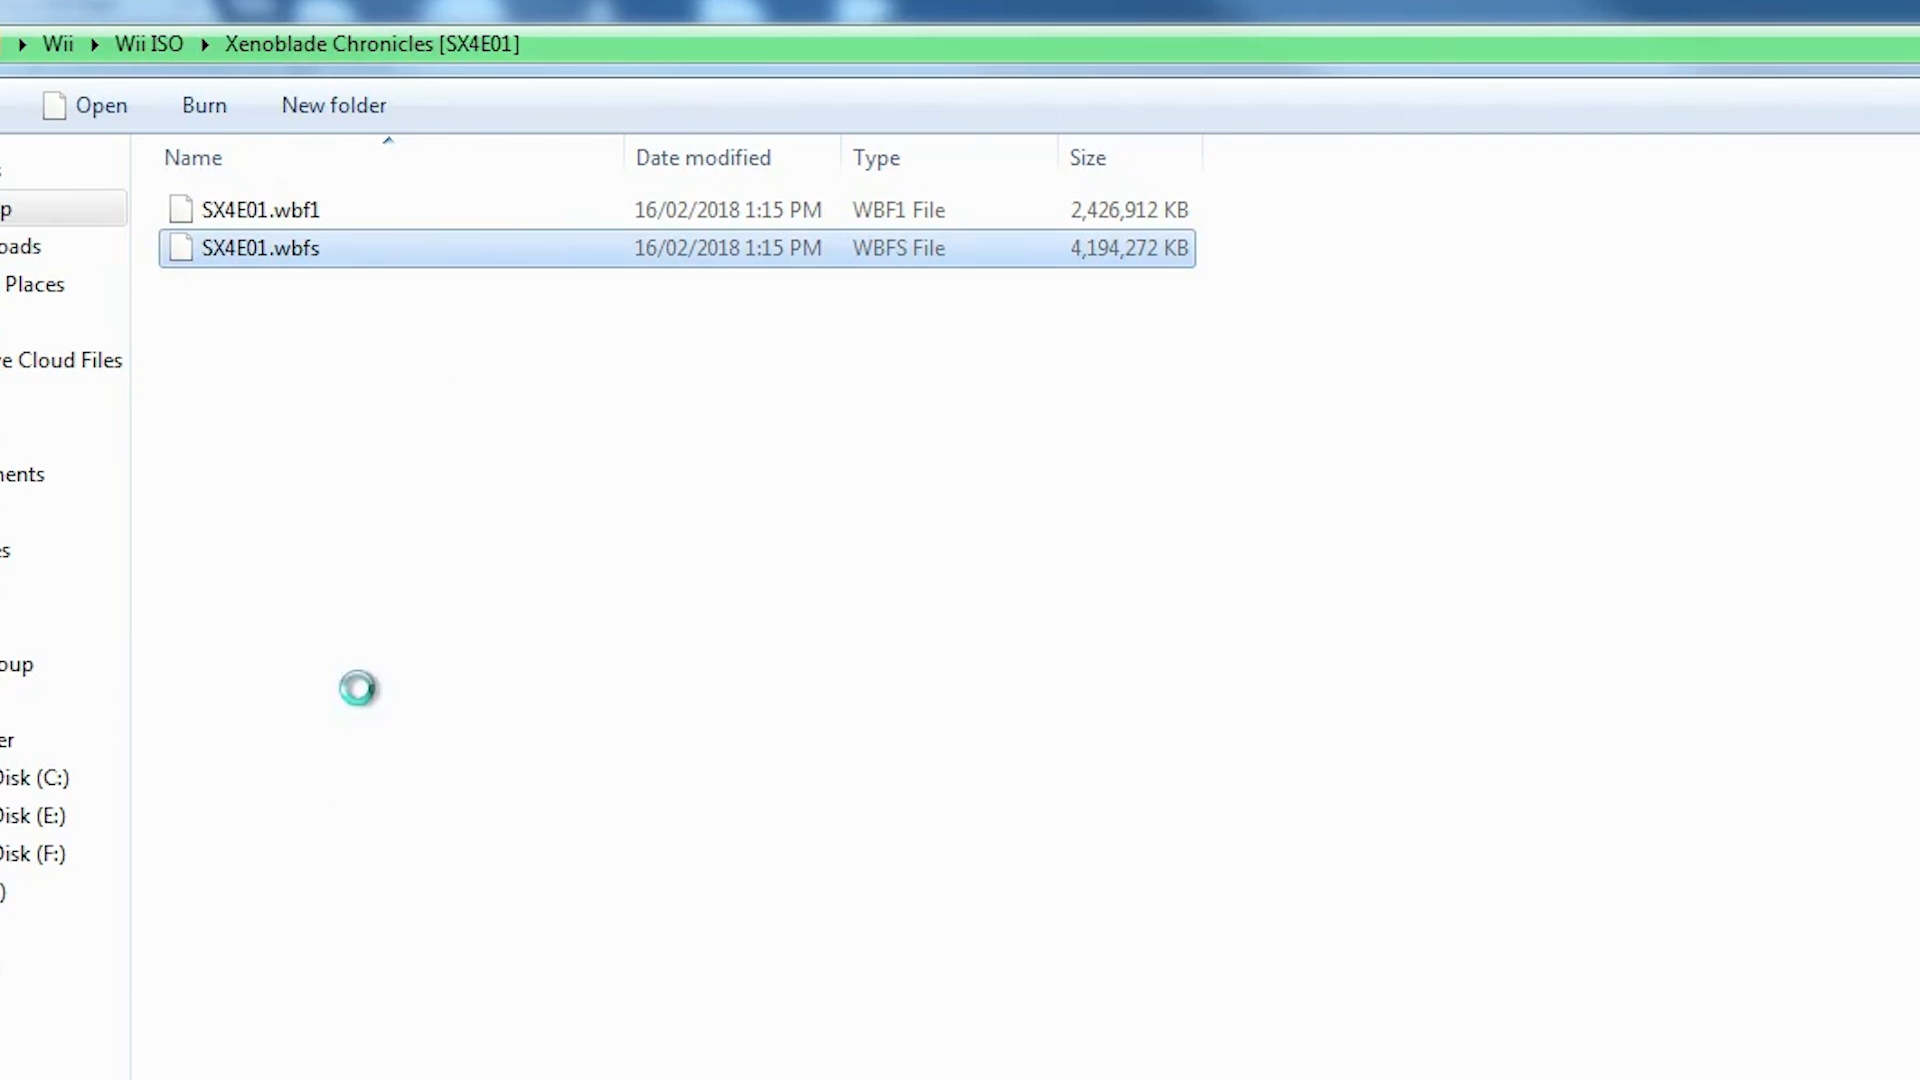 Wii Wii ISO Xenoblade Chronicles [SX4E01]
Open Burn New folder
Name Date modified Type Size
SX4E01.wbf1 16/02/2018 1:15 PM WBF1 File 2,426,912 KB
SX4E01.wbfs 16/02/2018 1:15 PM WBFS File 4,194,272 KB
p
oads
Places
e Cloud Files
nents
es
oup
er
Disk (C:)
Disk (E:)
Disk (F:)
)